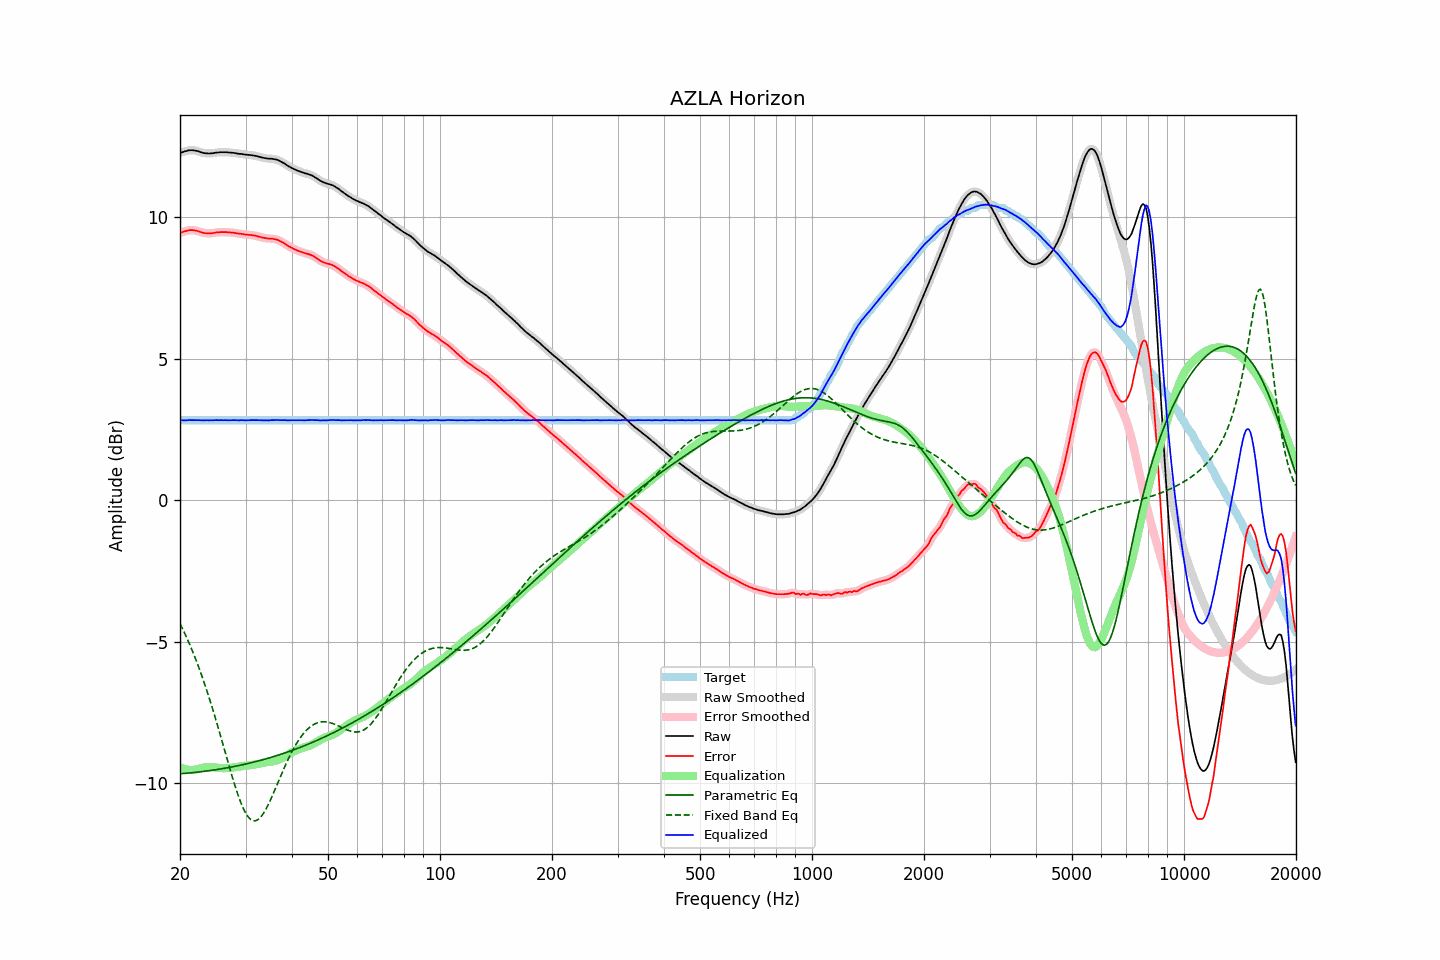 AZLA Horizon
Amplitude (dBr)
10
5
0
−5
−10
Target
Raw Smoothed
Error Smoothed
Raw
Error
Equalization
Parametric Eq
Fixed Band Eq
Equalized
20 50 100 200 500 1000 2000 5000 10000 20000
Frequency (Hz)